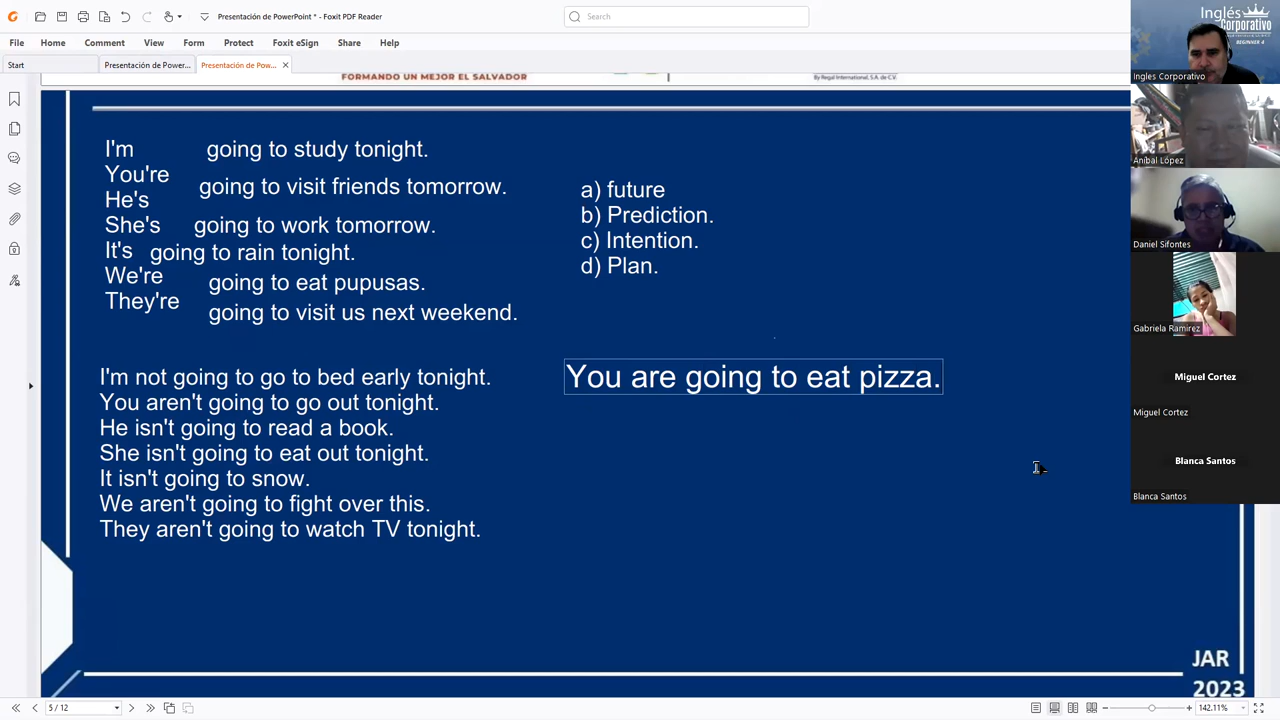 Presentación de PowerPoint * - Foxit PDF Reader
Search
File Home Comment View Form Protect Foxit eSign Share Help
Start Presentación de Power... Presentación de Pow...
FORMANDO UN MEJOR EL SALVADOR
By Regal International, S.A. de C.V.
I'm going to study tonight.
You're going to visit friends tomorrow.
He's
She's going to work tomorrow.
It's going to rain tonight.
We're going to eat pupusas.
They're going to visit us next weekend.
a) future
b) Prediction.
c) Intention.
d) Plan.
You are going to eat pizza.
I'm not going to go to bed early tonight.
You aren't going to go out tonight.
He isn't going to read a book.
She isn't going to eat out tonight.
It isn't going to snow.
We aren't going to fight over this.
They aren't going to watch TV tonight.
JAR
2023
Inglés
Corporativo
BEGINNER 4
Ingles Corporativo
Aníbal López
Daniel Sifontes
Gabriela Ramirez
Miguel Cortez
Miguel Cortez
Blanca Santos
Blanca Santos
5 / 12
142.11%